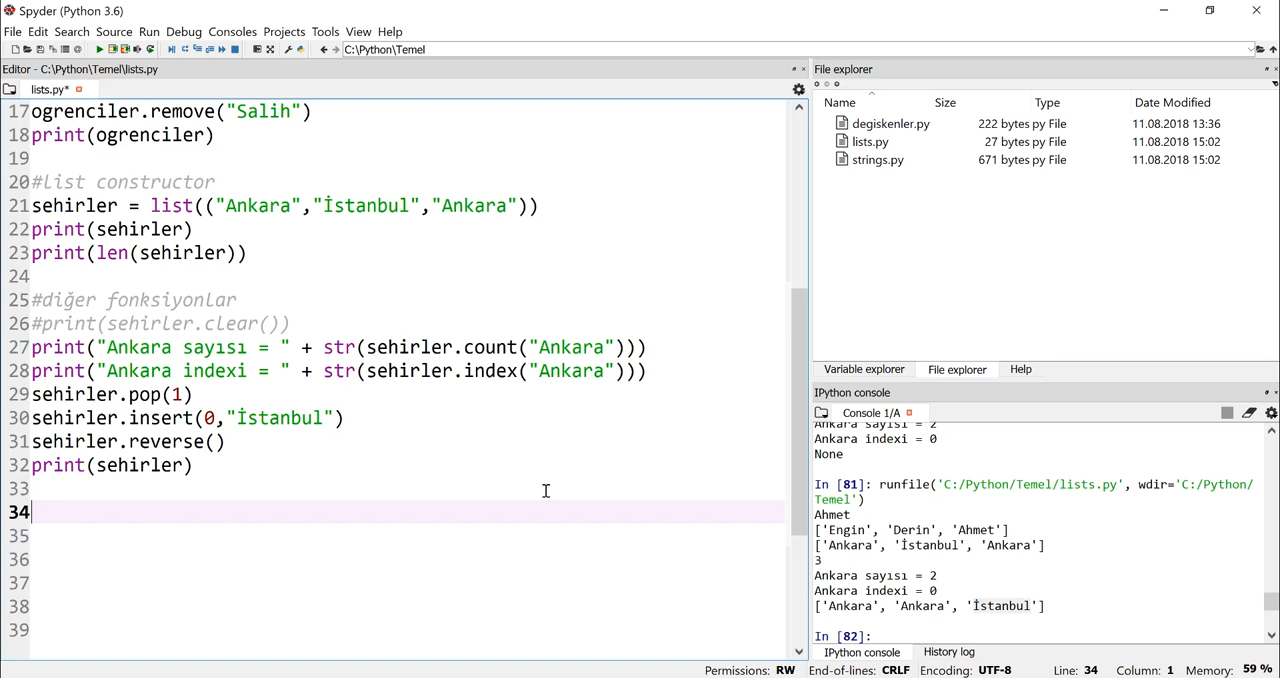 Spyder (Python 3.6)
File Edit Search Source Run Debug Consoles Projects Tools View Help
C:\Python\Temel
Editor - C:\Python\Temel\lists.py
lists.py*
17 ogrenciler.remove("Salih")
18 print(ogrenciler)
19
20 #List constructor
21 sehirler = list(("Ankara","İstanbul","Ankara"))
22 print(sehirler)
23 print(len(sehirler))
24
25 #diğer fonksiyonlar
26 #print(sehirler.clear())
27 print("Ankara sayısı = " + str(sehirler.count("Ankara")))
28 print("Ankara indexi = " + str(sehirler.index("Ankara")))
29 sehirler.pop(1)
30 sehirler.insert(0,"İstanbul")
31 sehirler.reverse()
32 print(sehirler)
33
34
35
36
37
38
39
File explorer
Name Size Type Date Modified
degiskenler.py 222 bytes py File 11.08.2018 13:36
lists.py 27 bytes py File 11.08.2018 15:02
strings.py 671 bytes py File 11.08.2018 15:02
Variable explorer File explorer Help
IPython console
Console 1/A
Ankara sayısı = 2
Ankara indexi = 0
None
In [81]: runfile('C:/Python/Temel/lists.py', wdir='C:/Python/
Temel')
Ahmet
['Engin', 'Derin', 'Ahmet']
['Ankara', 'İstanbul', 'Ankara']
3
Ankara sayısı = 2
Ankara indexi = 0
['Ankara', 'Ankara', 'İstanbul']
In [82]:
IPython console History log
Permissions: RW End-of-lines: CRLF Encoding: UTF-8 Line: 34 Column: 1 Memory: 59 %